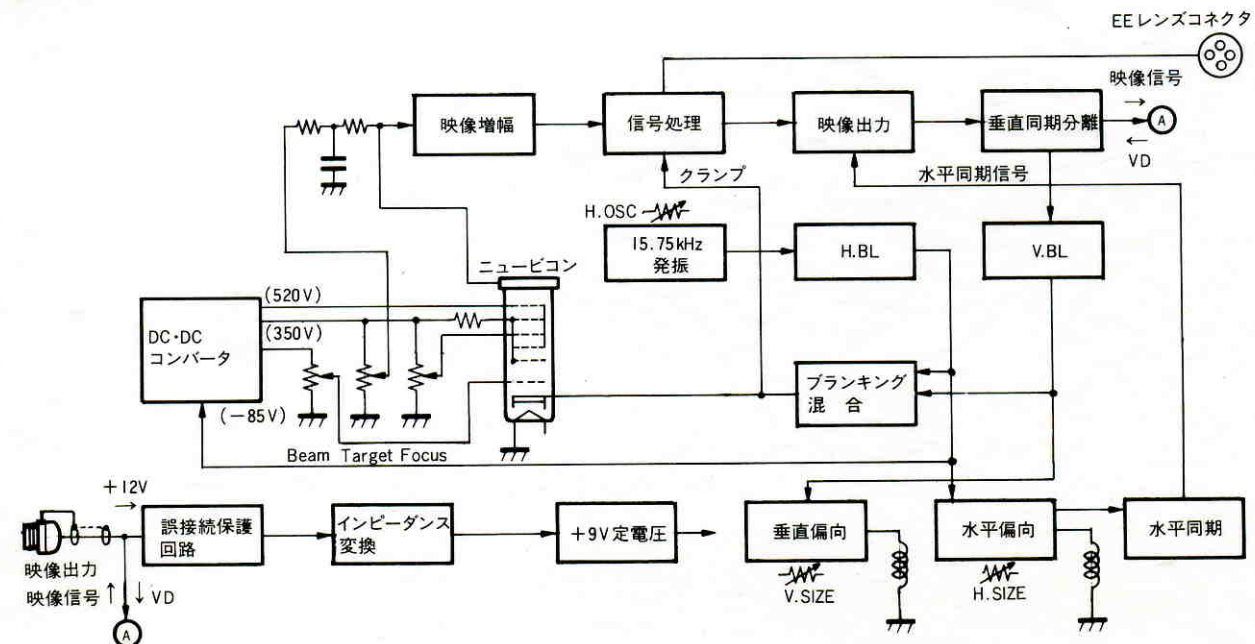 EEレンズコネクタ
映像増幅
信号処理
映像出力
垂直同期分離
映像信号
→
A
←
VD
クランプ
水平同期信号
H.OSC
15.75kHz
発振
H.BL
V.BL
ニュービコン
DC・DC
コンバータ
(520V)
(350V)
(−85V)
Beam Target Focus
ブランキング
混 合
+12V
誤接続保護
回路
インピーダンス
変換
+9V定電圧
垂直偏向
V.SIZE
水平偏向
H.SIZE
水平同期
映像出力
映像信号 ↑ ↓ VD
A